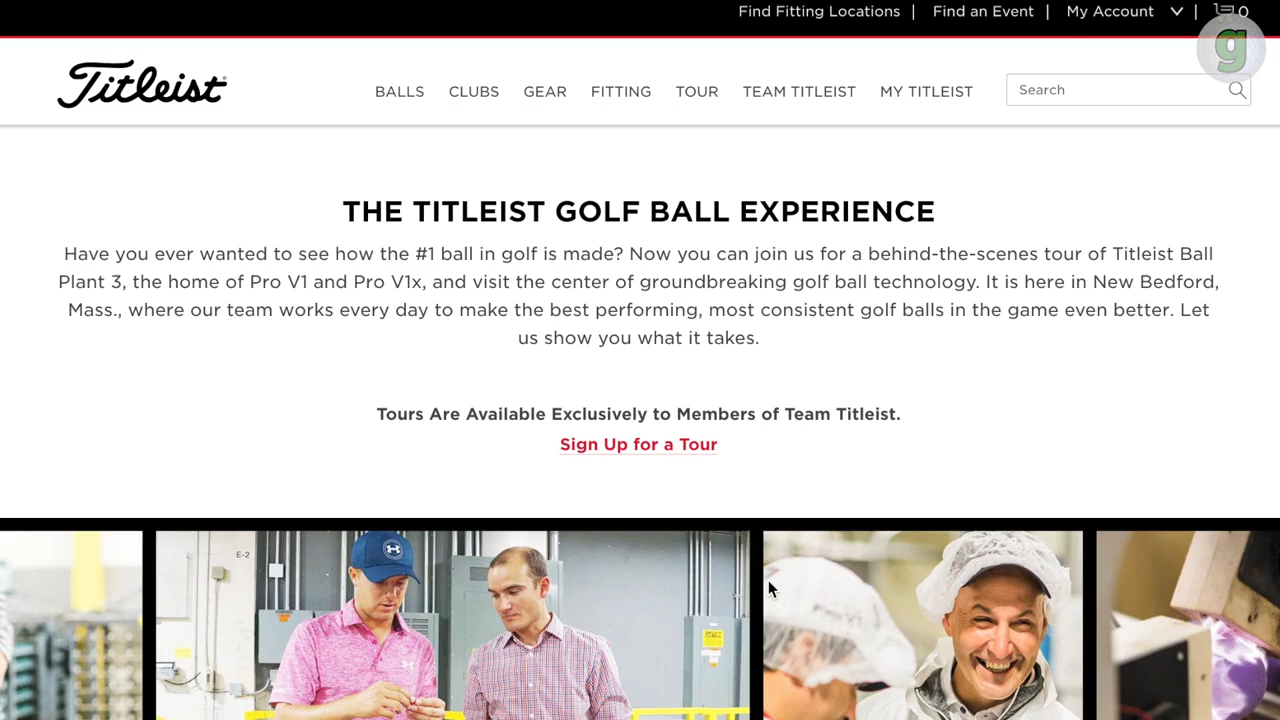 Find Fitting Locations | Find an Event | My Account | 0
g
Titleist
BALLS CLUBS GEAR FITTING TOUR TEAM TITLEIST MY TITLEIST Search
THE TITLEIST GOLF BALL EXPERIENCE
Have you ever wanted to see how the #1 ball in golf is made? Now you can join us for a behind-the-scenes tour of Titleist Ball
Plant 3, the home of Pro V1 and Pro V1x, and visit the center of groundbreaking golf ball technology. It is here in New Bedford,
Mass., where our team works every day to make the best performing, most consistent golf balls in the game even better. Let
us show you what it takes.
Tours Are Available Exclusively to Members of Team Titleist.
Sign Up for a Tour
E-2